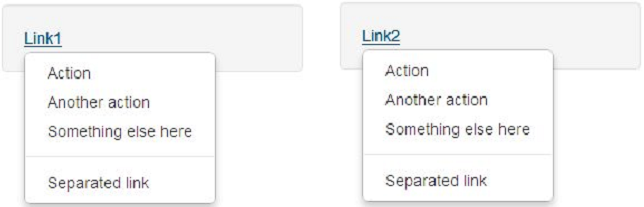 Link1
Action
Another action
Something else here
Separated link
Link2
Action
Another action
Something else here
Separated link